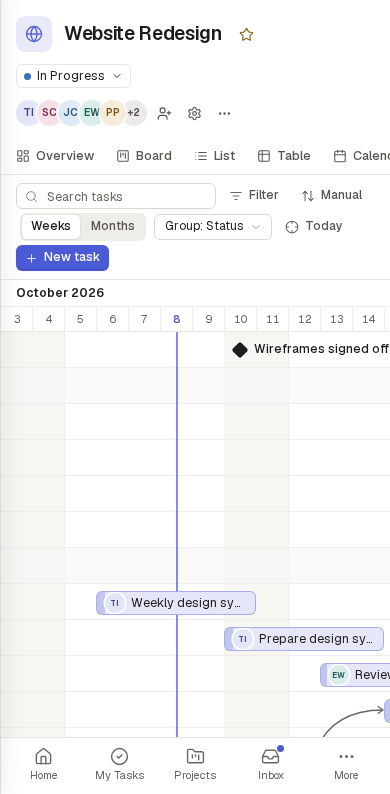 Website Redesign
In Progress
TI SC JC EW PP +2
Overview Board List Table Calen
Search tasks Filter Manual
Weeks Months Group: Status Today
New task
October 2026
3 4 5 6 7 8 9 10 11 12 13 14
Wireframes signed off
TI Weekly design sy…
TI Prepare design sy…
EW Review
Home My Tasks Projects Inbox More